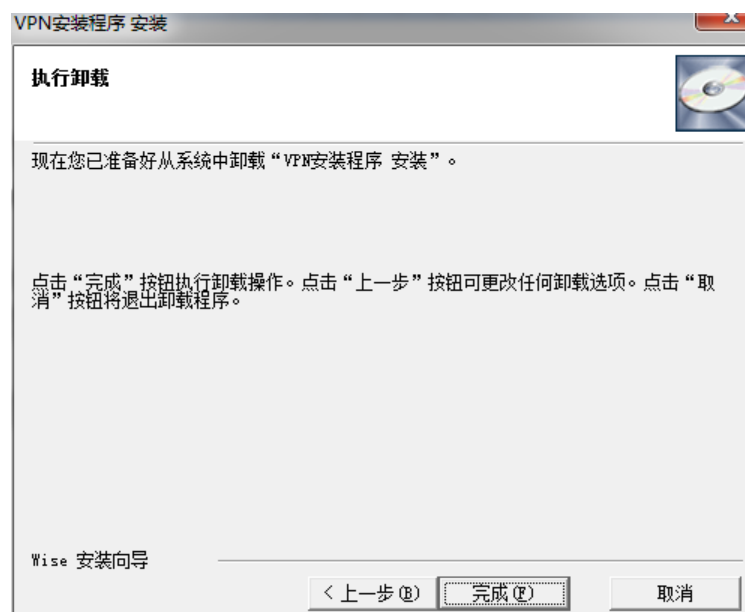 VPN安装程序 安装
执行卸载
现在您已准备好从系统中卸载“VPN安装程序 安装”。
点击“完成”按钮执行卸载操作。点击“上一步”按钮可更改任何卸载选项。点击“取
消”按钮将退出卸载程序。
Wise 安装向导
< 上一步(B)
完成(F)
取消